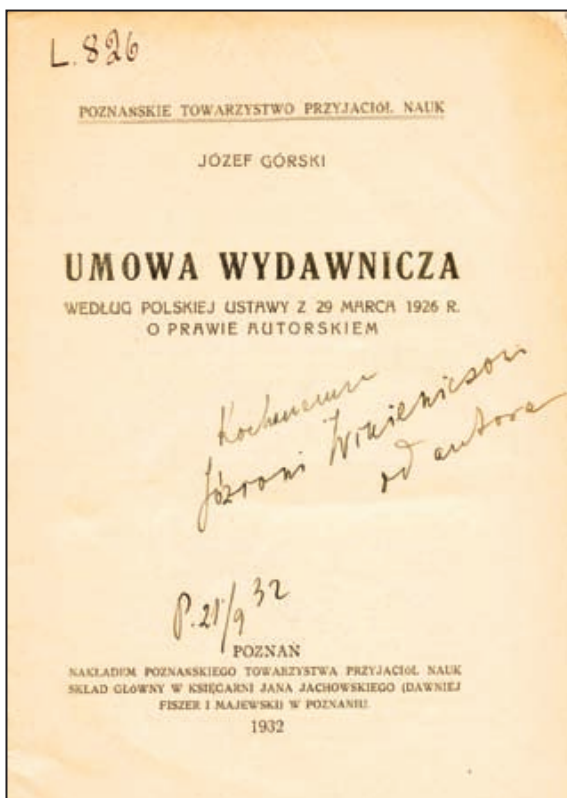 L. 826
POZNAŃSKIE TOWARZYSTWO PRZYJACIÓŁ NAUK
JÓZEF GÓRSKI
UMOWA WYDAWNICZA
WEDŁUG POLSKIEJ USTAWY Z 29 MARCA 1926 R.
O PRAWIE AUTORSKIEM
Kochanemu
od autora
P. 21/9 32
POZNAŃ
NAKŁADEM POZNAŃSKIEGO TOWARZYSTWA PRZYJACIÓŁ NAUK
SKŁAD GŁÓWNY W KSIĘGARNI JANA JACHOWSKIEGO (DAWNIEJ
FISZER I MAJEWSKI) W POZNANIU
1932